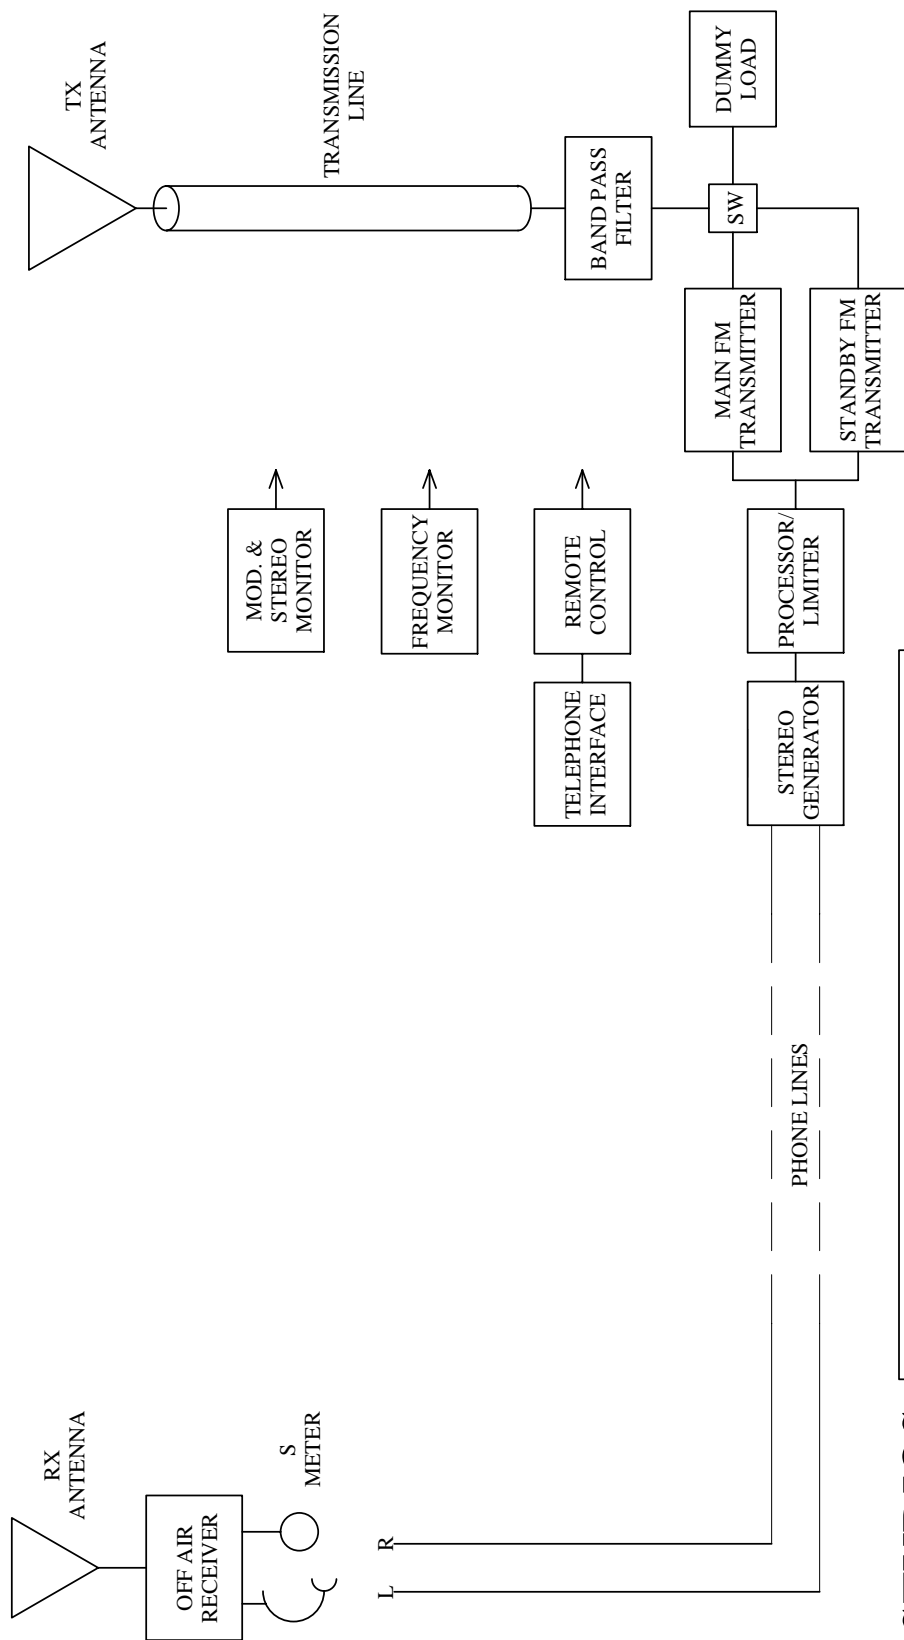 RX
ANTENNA
OFF AIR
RECEIVER
S
METER
L
R
PHONE LINES
TELEPHONE
INTERFACE
STEREO
GENERATOR
MOD. &
STEREO
MONITOR
FREQUENCY
MONITOR
REMOTE
CONTROL
PROCESSOR/
LIMITER
MAIN FM
TRANSMITTER
STANDBY FM
TRANSMITTER
TX
ANTENNA
TRANSMISSION
LINE
BAND PASS
FILTER
SW
DUMMY
LOAD